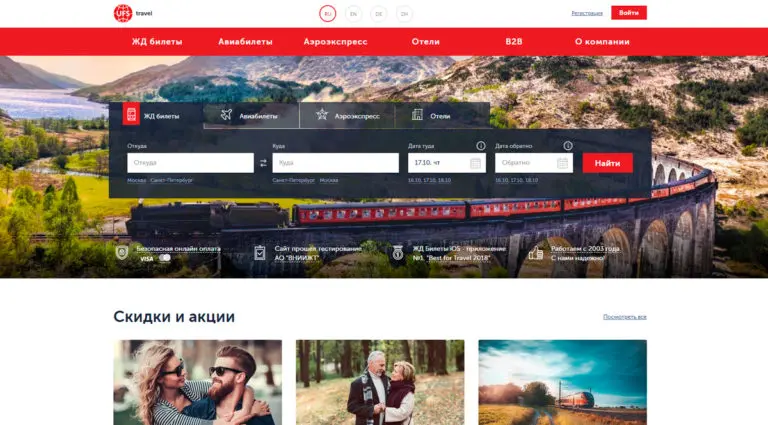 UFS travel
RU EN DE CH
Регистрация Войти
ЖД билеты Авиабилеты Аэроэкспресс Отели B2B О компании
ЖД билеты Авиабилеты Аэроэкспресс Отели
Откуда Куда Дата туда Дата обратно
Откуда Куда 17.10. чт Обратно Найти
Москва Санкт-Петербург Санкт-Петербург Москва 16.10, 17.10, 18.10 16.10, 17.10, 18.10
Безопасная онлайн оплата Сайт прошел тестирование ЖД Билеты iOS - приложение Работаем с 2003 года.
VISA АО "ВНИИЖТ" №1, "Best for Travel 2018" С нами надежно!
Скидки и акции Посмотреть все